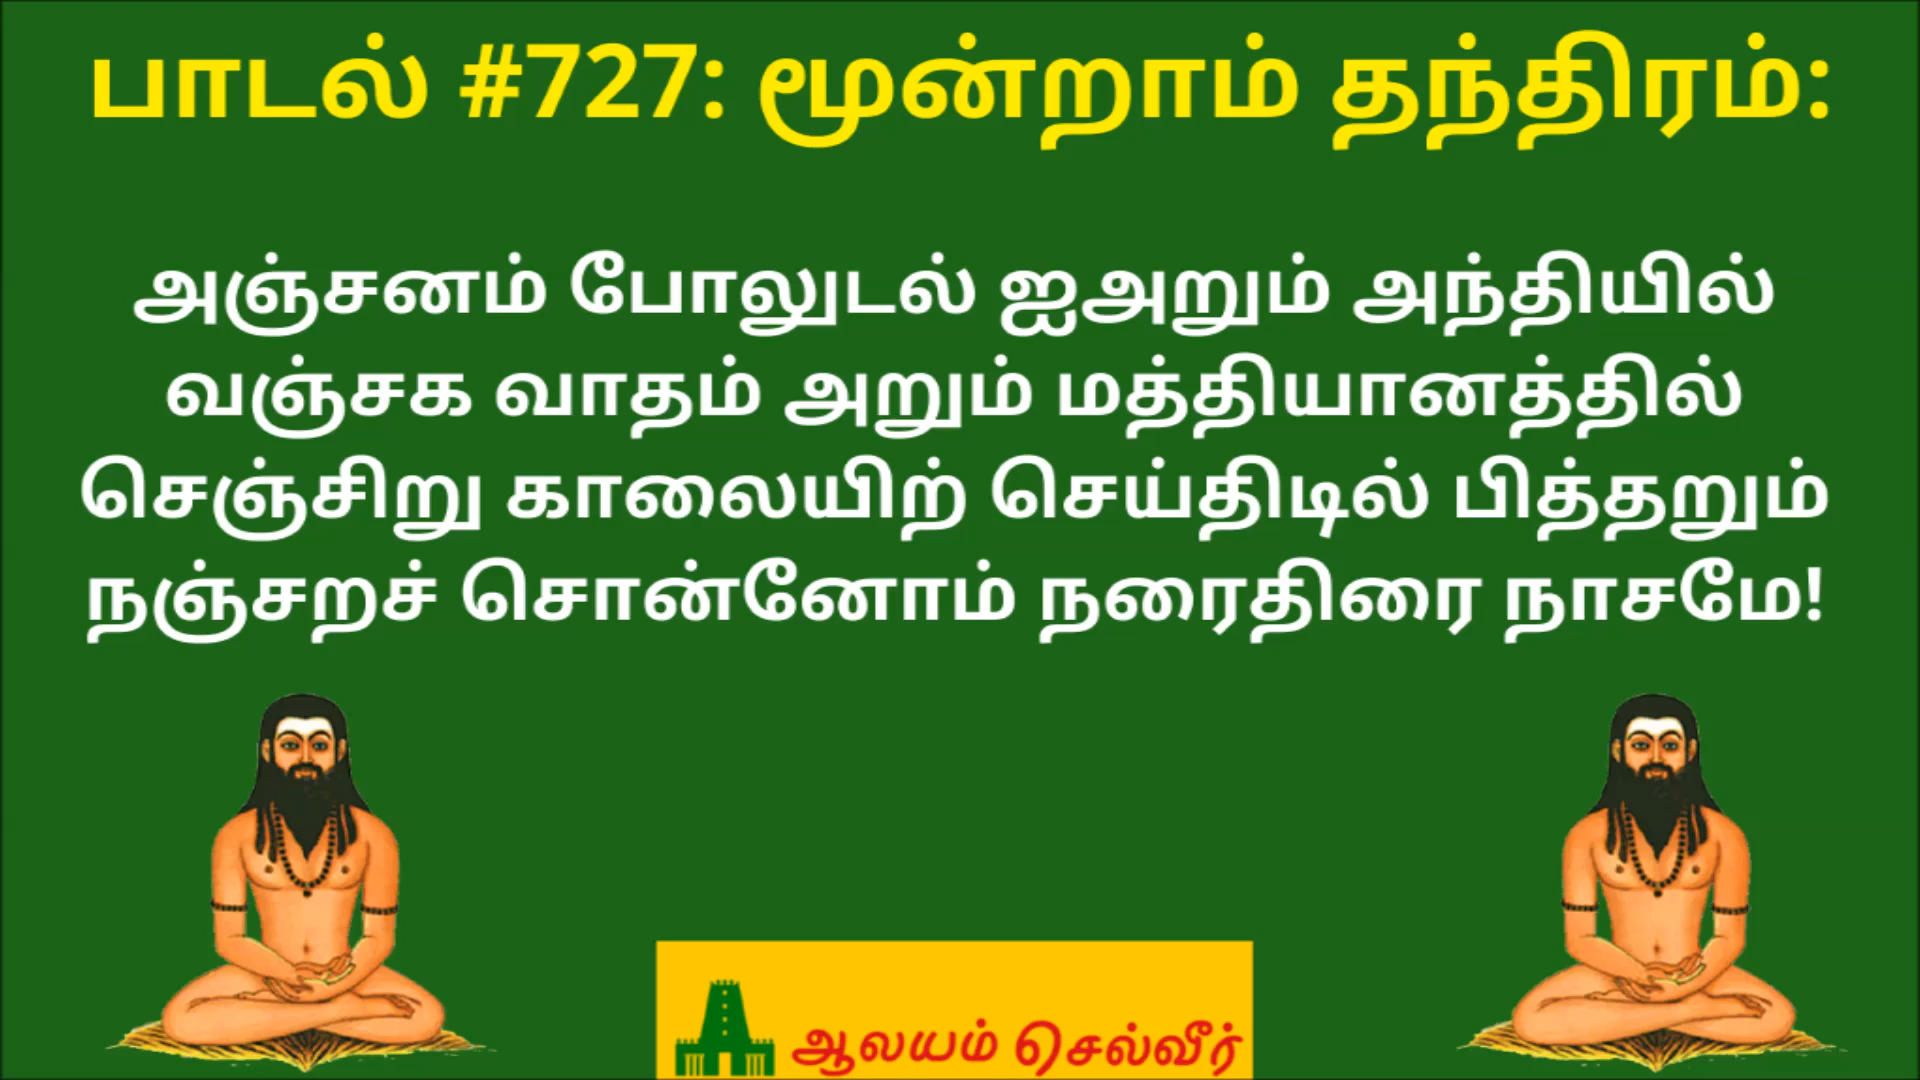 பாடல் #727: மூன்றாம் தந்திரம்:
அஞ்சனம் போலுடல் ஐஅறும் அந்தியில்
வஞ்சக வாதம் அறும் மத்தியானத்தில்
செஞ்சிறு காலையிற் செய்திடில் பித்தறும்
நஞ்சறச் சொன்னோம் நரைதிரை நாசமே!
ஆலயம் செல்வீர்